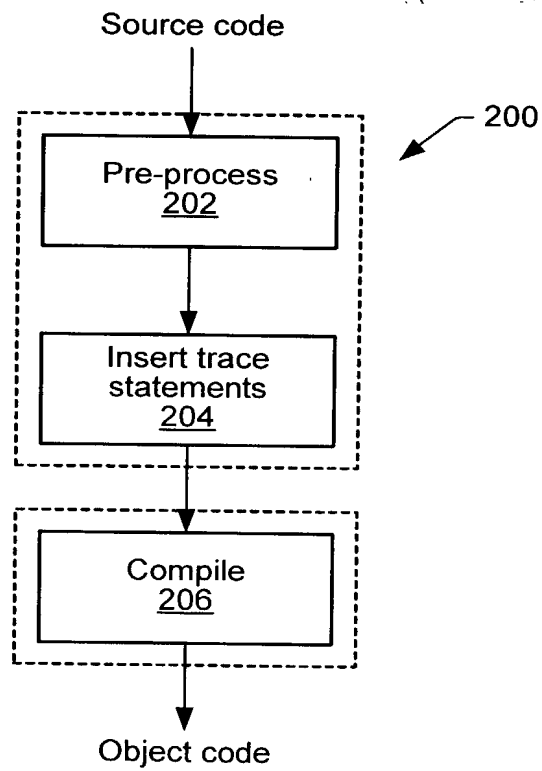 Source code
200
Pre-process
202
Insert trace
statements
204
Compile
206
Object code